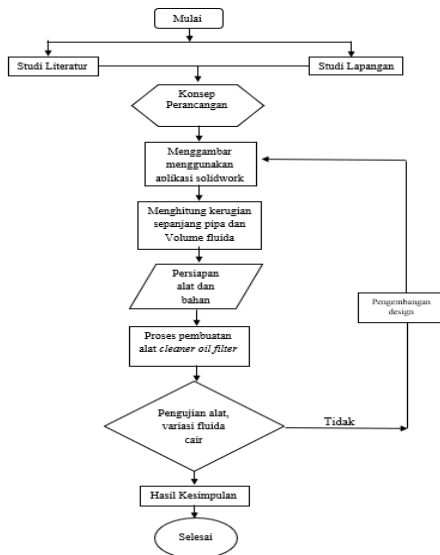 Mulai
Studi Literatur
Studi Lapangan
Konsep
Perancangan
Menggambar
menggunakan
aplikasi solidwork
Menghitung kerugian
sepanjang pipa dan
Volume fluida
Persiapan
alat dan
bahan
Pengembangan
design
Proses pembuatan
alat cleaner oil filter
Pengujian alat,
variasi fluida
cair
Tidak
Hasil Kesimpulan
Selesai